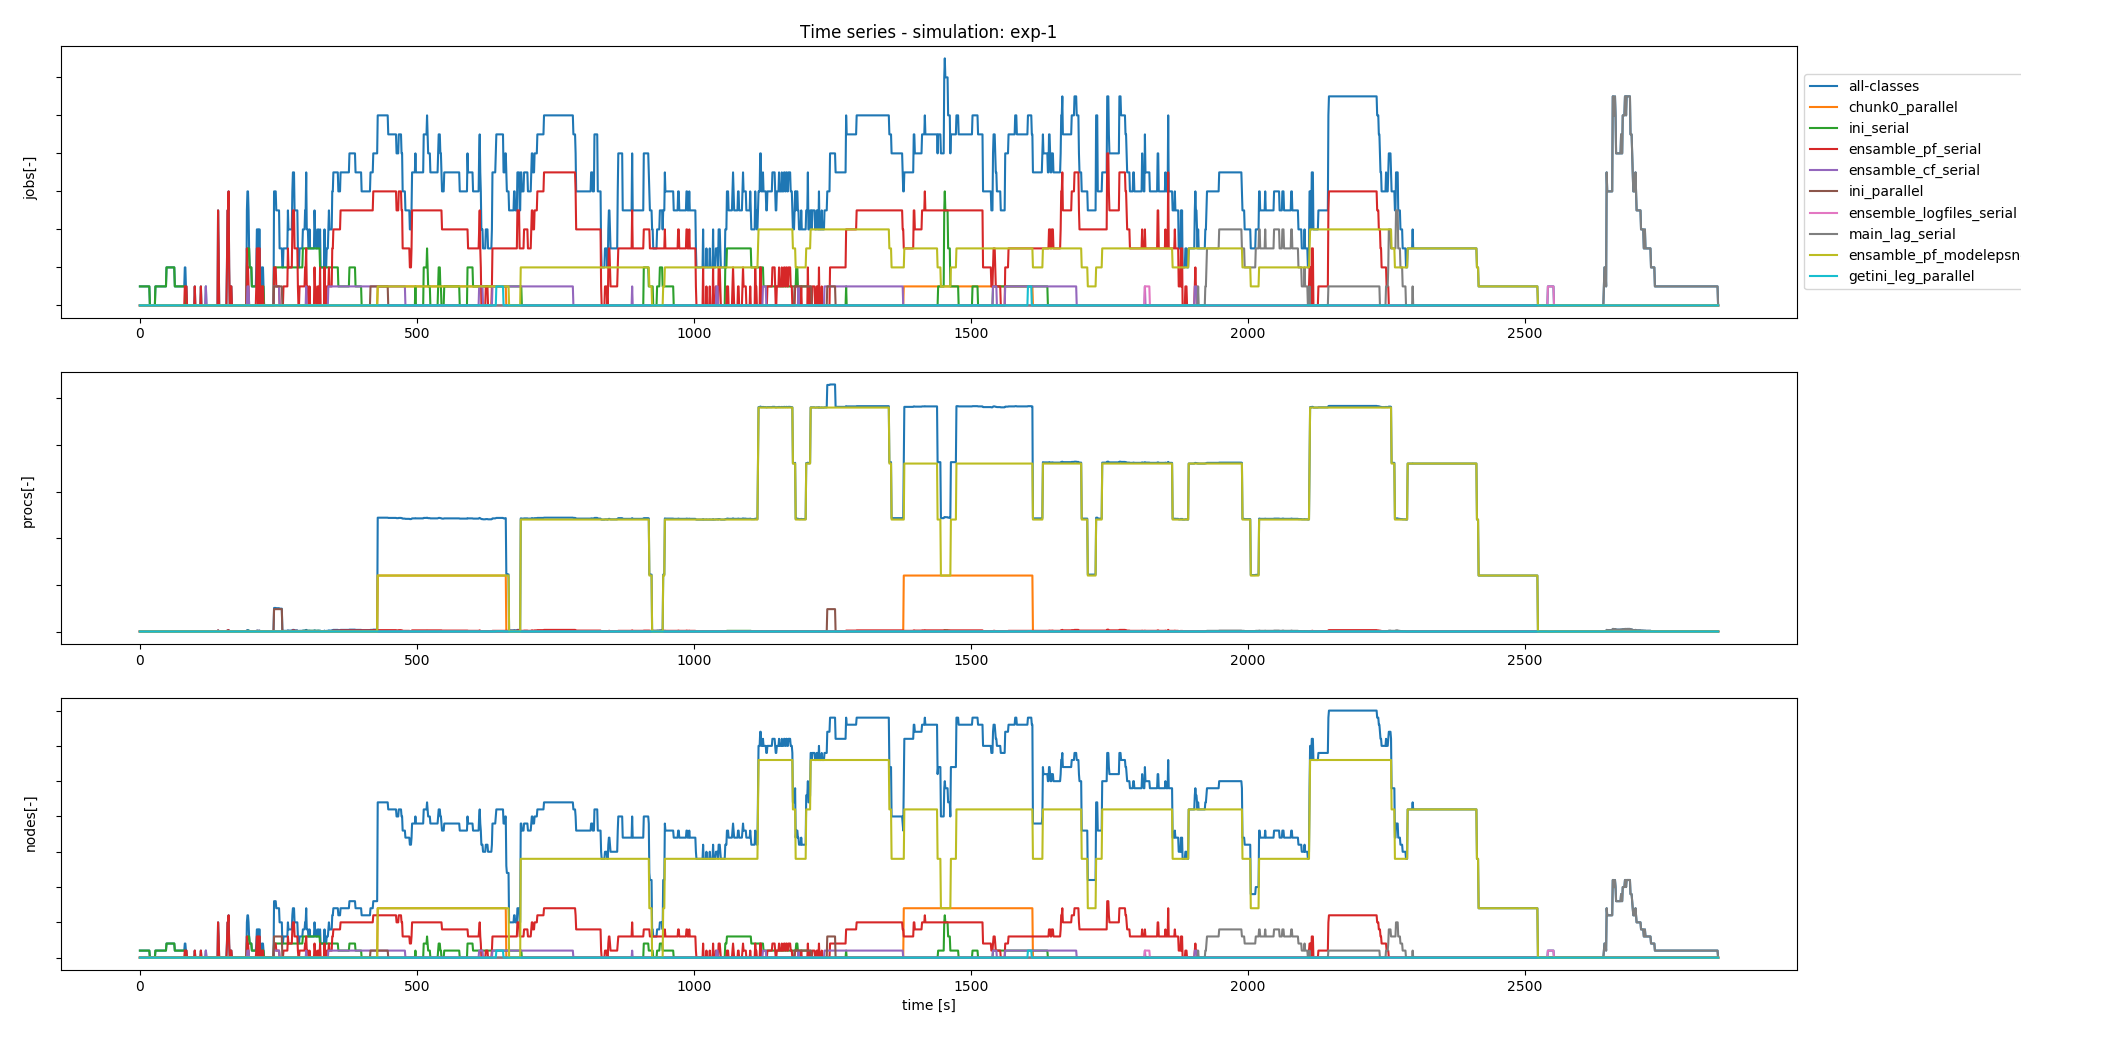 Time series - simulation: exp-1
jobs[-]
0 500 1000 1500 2000 2500
all-classes
chunk0_parallel
ini_serial
ensamble_pf_serial
ensamble_cf_serial
ini_parallel
ensemble_logfiles_serial
main_lag_serial
ensamble_pf_modelepsn
getini_leg_parallel
procs[-]
0 500 1000 1500 2000 2500
nodes[-]
0 500 1000 1500 2000 2500
time [s]